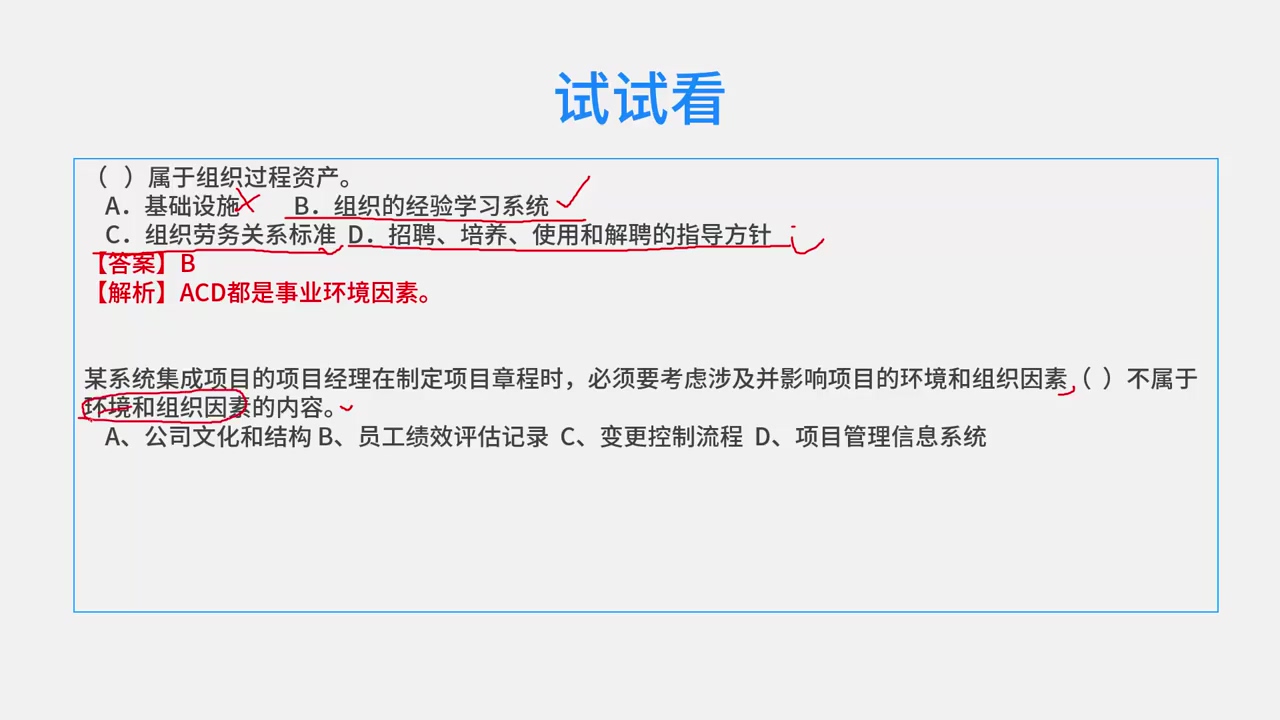 试试看
（ ）属于组织过程资产。
A．基础设施 B．组织的经验学习系统
C．组织劳务关系标准 D．招聘、培养、使用和解聘的指导方针
【答案】B
【解析】ACD都是事业环境因素。
某系统集成项目的项目经理在制定项目章程时，必须要考虑涉及并影响项目的环境和组织因素，（ ）不属于
环境和组织因素的内容。
A、公司文化和结构 B、员工绩效评估记录 C、变更控制流程 D、项目管理信息系统